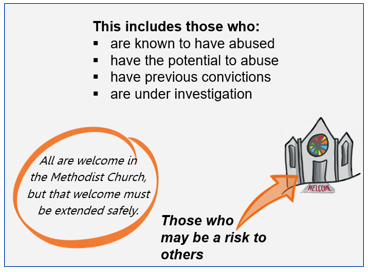 This includes those who:
▪ are known to have abused
▪ have the potential to abuse
▪ have previous convictions
▪ are under investigation
All are welcome in
the Methodist Church,
but that welcome must
be extended safely.
WELCOME
Those who
may be a risk to
others